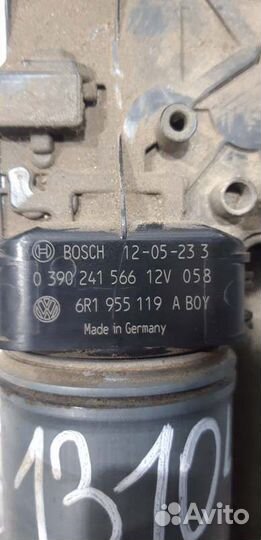 BOSCH 12-05-23 3
0 390 241 566 12V 058
6R1 955 119 A BOY
Made in Germany
1310
Avito